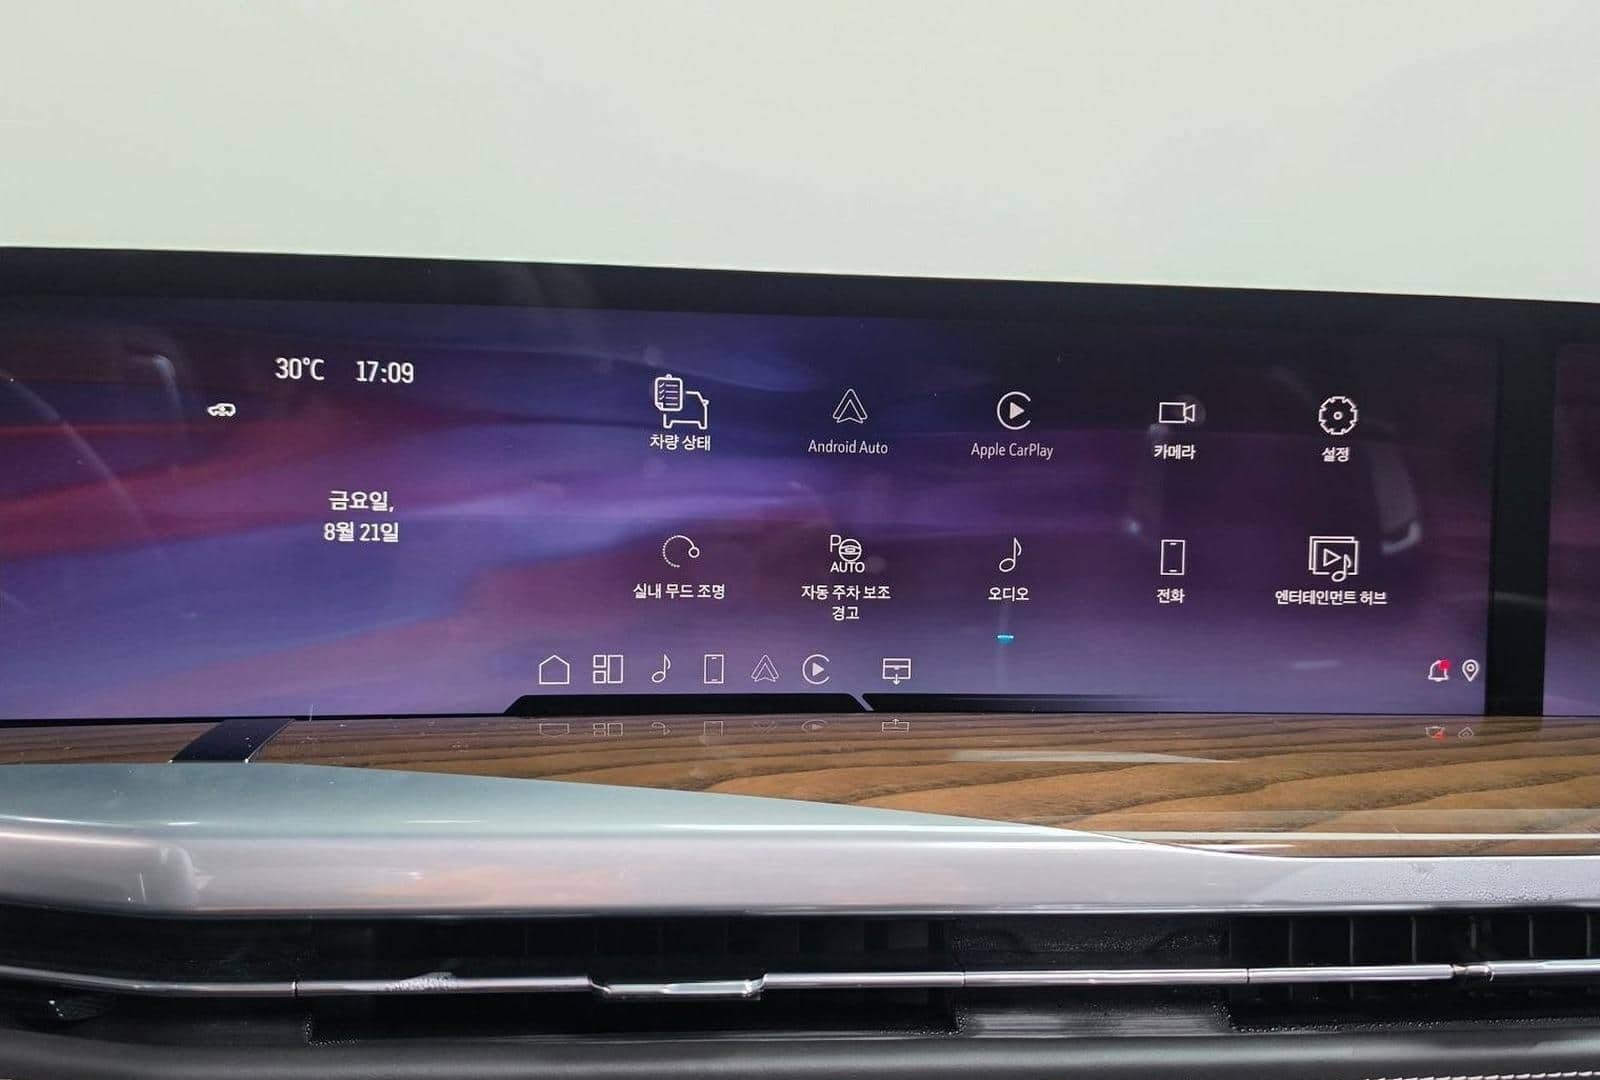 30°C 17:09
금요일,
8월 21일
차량 상태
Android Auto
Apple CarPlay
카메라
설정
실내 무드 조명
P
AUTO
자동 주차 보조
경고
오디오
전화
엔터테인먼트 허브